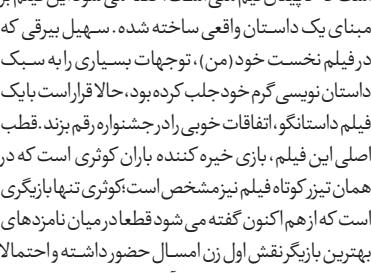 مبنای یک داستان واقعی ساخته شده. سهیل بیرقی که
در فیلم نخست خود (من)، توجهات بسیاری را به سبک
داستان نویسی گرم خود جلب کرده بود، حالا قرار است با یک
فیلم داستانگو، اتفاقات خوبی را در جشنواره رقم بزند. قطب
اصلی این فیلم، بازی خیره کننده باران کوثری است که در
همان تیزر کوتاه فیلم نیز مشخص است؛ کوثری تنها بازیگری
است که از هم اکنون گفته می شود قطعا در میان نامزدهای
بهترین بازیگر نقش اول زن امسال حضور داشته و احتمالا